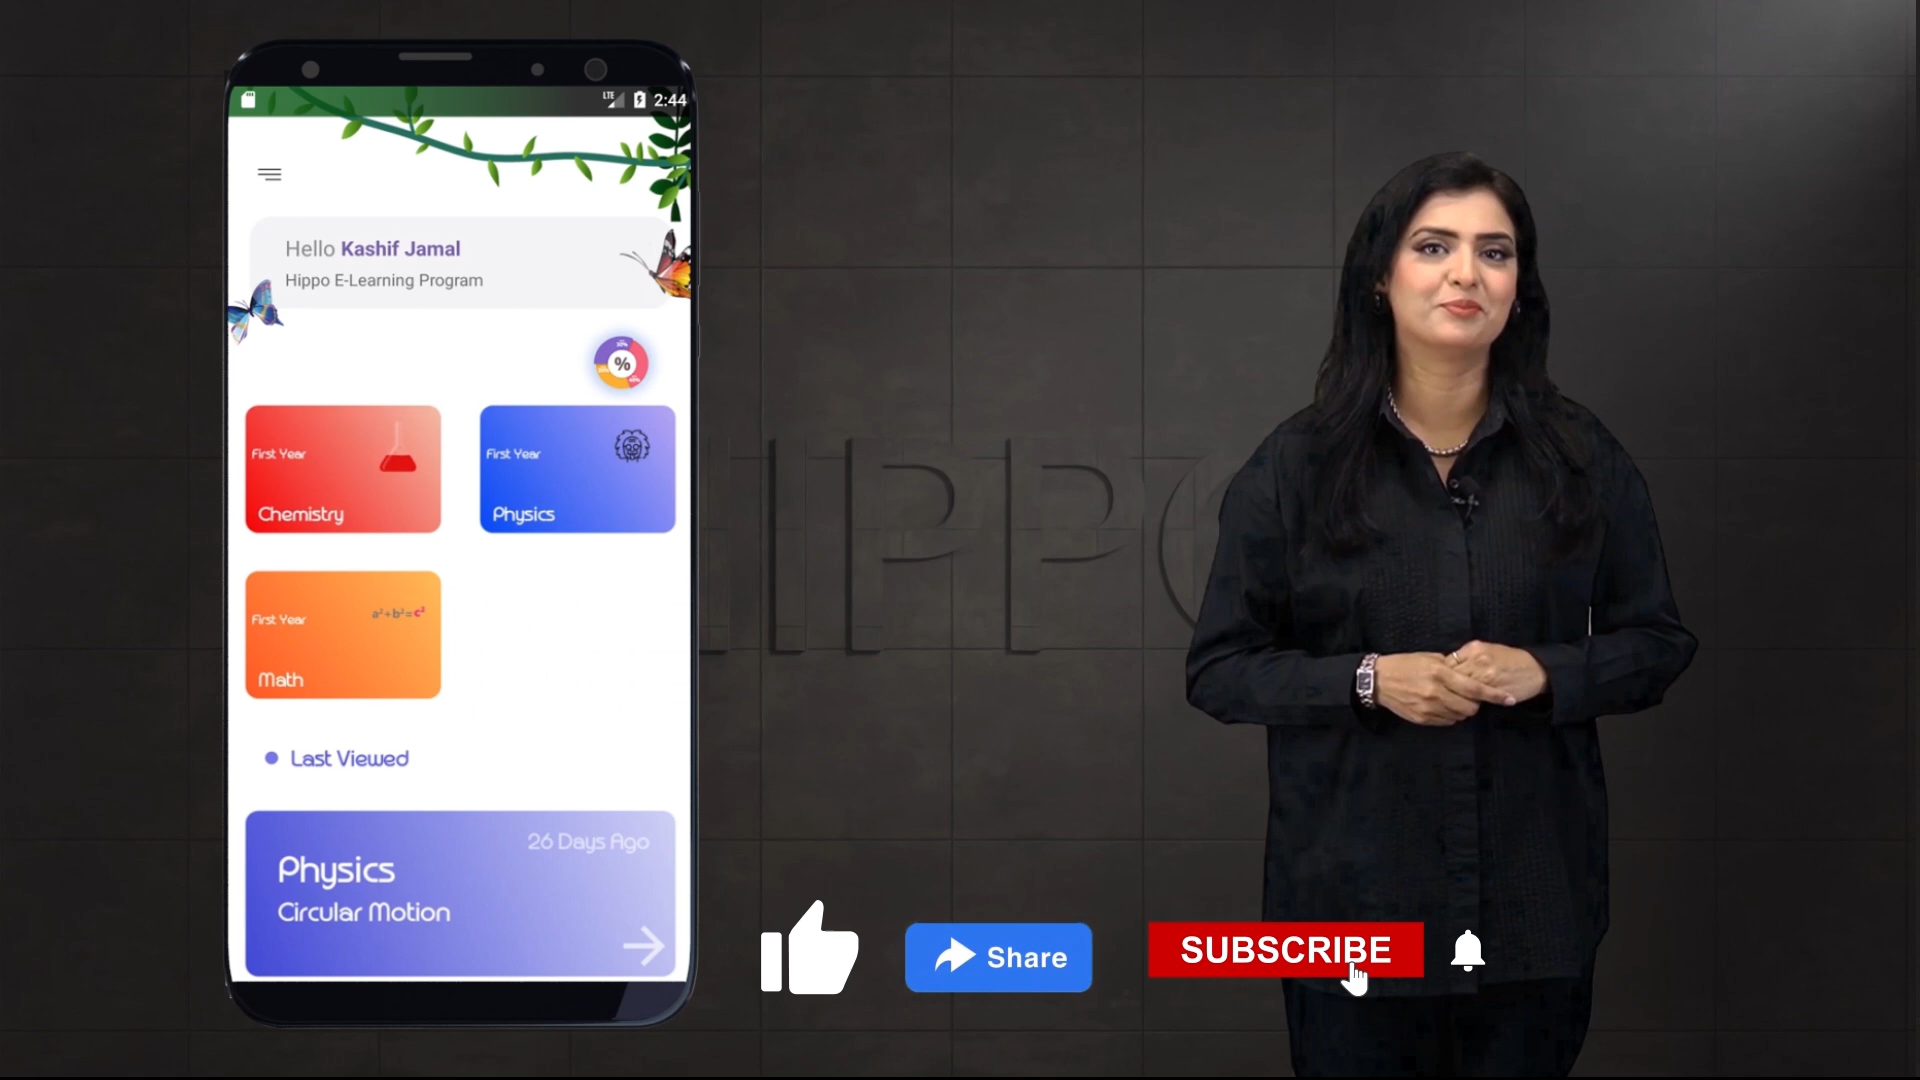 LTE 2:44
Hello Kashif Jamal
Hippo E-Learning Program
%
First Year
Chemistry
First Year
Physics
First Year
a²+b²=c²
Math
Last Viewed
26 Days Ago
Physics
Circular Motion
HIPPO
Share
SUBSCRIBE